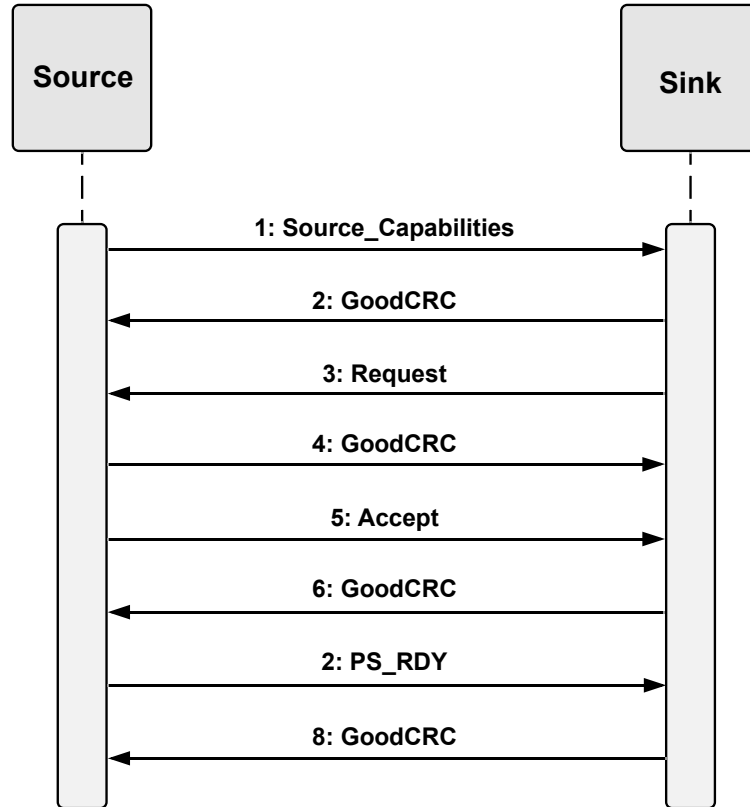 Source
Sink
1: Source_Capabilities
2: GoodCRC
3: Request
4: GoodCRC
5: Accept
6: GoodCRC
2: PS_RDY
8: GoodCRC